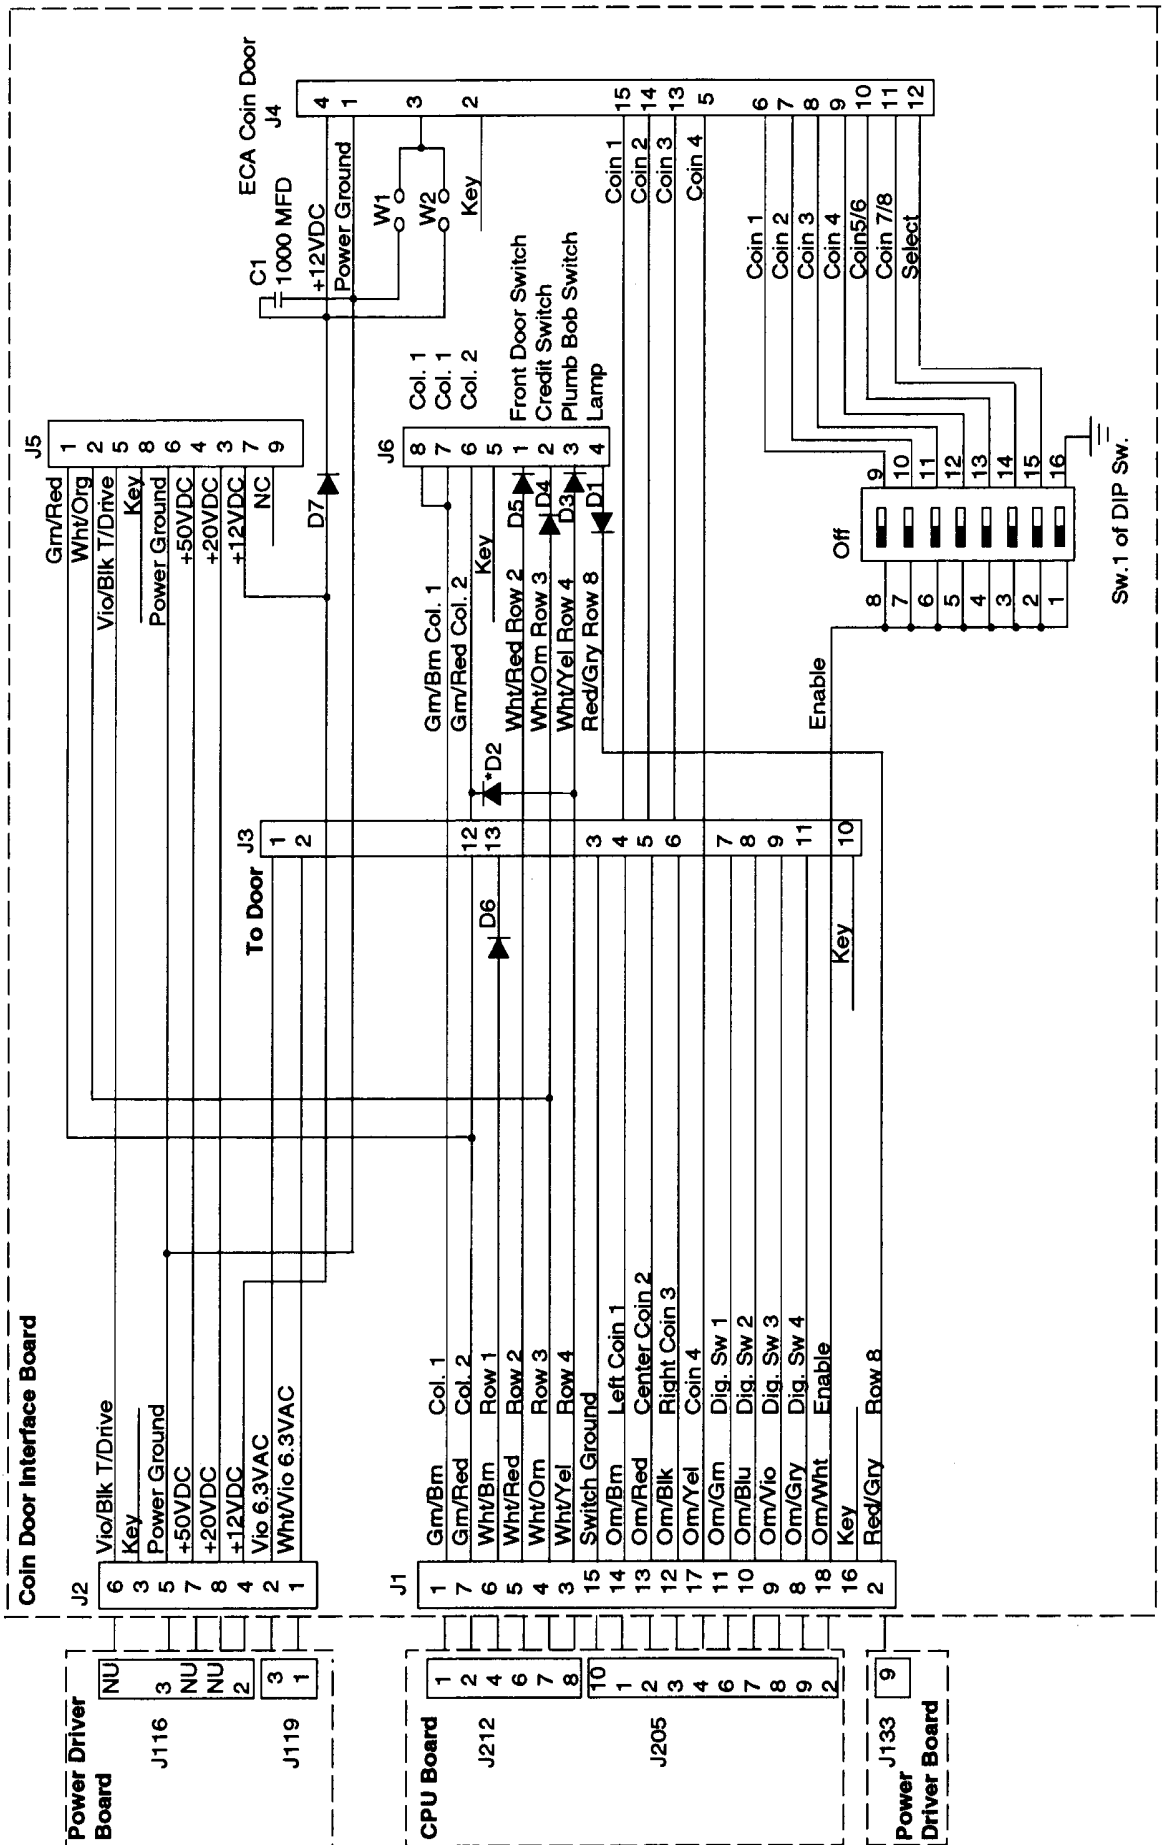 Coin Door Interface Board
Power Driver
Board
J116
NU
3
NU
NU
2
J119
3
1
J2
6 Vio/Blk T/Drive
3 Key
5 Power Ground
7 +50VDC
8 +20VDC
4 +12VDC
2 Vio 6.3VAC
1 Wht/Vio 6.3VAC
CPU Board
J212
1
2
4
6
7
8
J205
10
1
2
3
4
6
7
8
9
2
Power
Driver Board
J133
9
J1
1 Grn/Brn Col. 1
7 Grn/Red Col. 2
6 Wht/Brn Row 1
5 Wht/Red Row 2
4 Wht/Orn Row 3
3 Wht/Yel Row 4
15 Switch Ground
14 Orn/Brn Left Coin 1
13 Orn/Red Center Coin 2
12 Orn/Blk Right Coin 3
17 Orn/Yel Coin 4
11 Orn/Grn Dig. Sw 1
10 Orn/Blu Dig. Sw 2
9 Orn/Vio Dig. Sw 3
8 Orn/Gry Dig. Sw 4
18 Orn/Wht Enable
16 Key
2 Red/Gry Row 8
To Door
J3
1
2
12
13
3
4
5
6
7
8
9
11
10
Key
D6
*D2
Grn/Brn Col. 1
Grn/Red Col. 2
Key
Wht/Red Row 2
Wht/Orn Row 3
Wht/Yel Row 4
Red/Gry Row 8
D5
D4
D3
D1
D7
J5
Grn/Red 1
Wht/Org 2
Vio/Blk T/Drive 5
Key 8
Power Ground 6
+50VDC 4
+20VDC 3
+12VDC 7
NC 9
J6
8 Col. 1
7 Col. 1
6 Col. 2
5
1 Front Door Switch
2 Credit Switch
3 Plumb Bob Switch
4 Lamp
C1
1000 MFD
+12VDC
Power Ground
W1
W2
Key
ECA Coin Door
J4
4
1
3
2
Coin 1 15
Coin 2 14
Coin 3 13
Coin 4 5
Coin 1 6
Coin 2 7
Coin 3 8
Coin 4 9
Coin5/6 10
Coin 7/8 11
Select 12
Enable
Off
8 9
7 10
6 11
5 12
4 13
3 14
2 15
1 16
Sw.1 of DIP Sw.